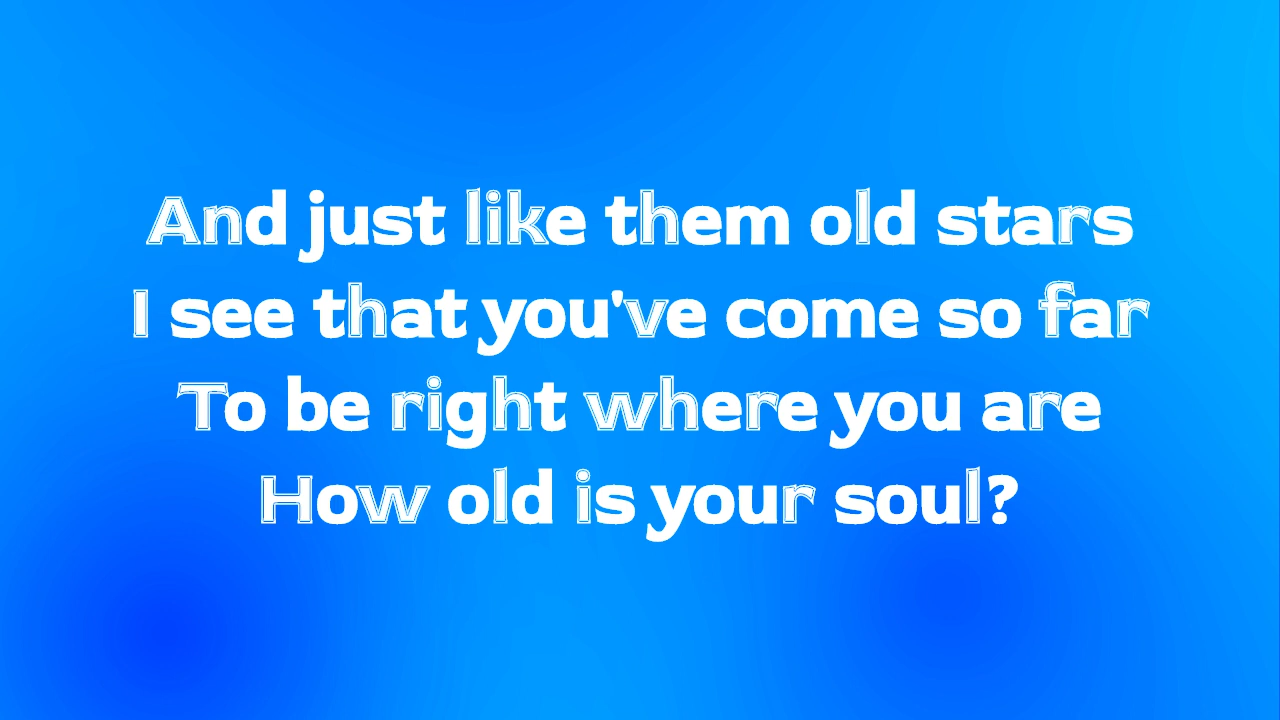 And just like them old stars
I see that you've come so far
To be right where you are
How old is your soul?